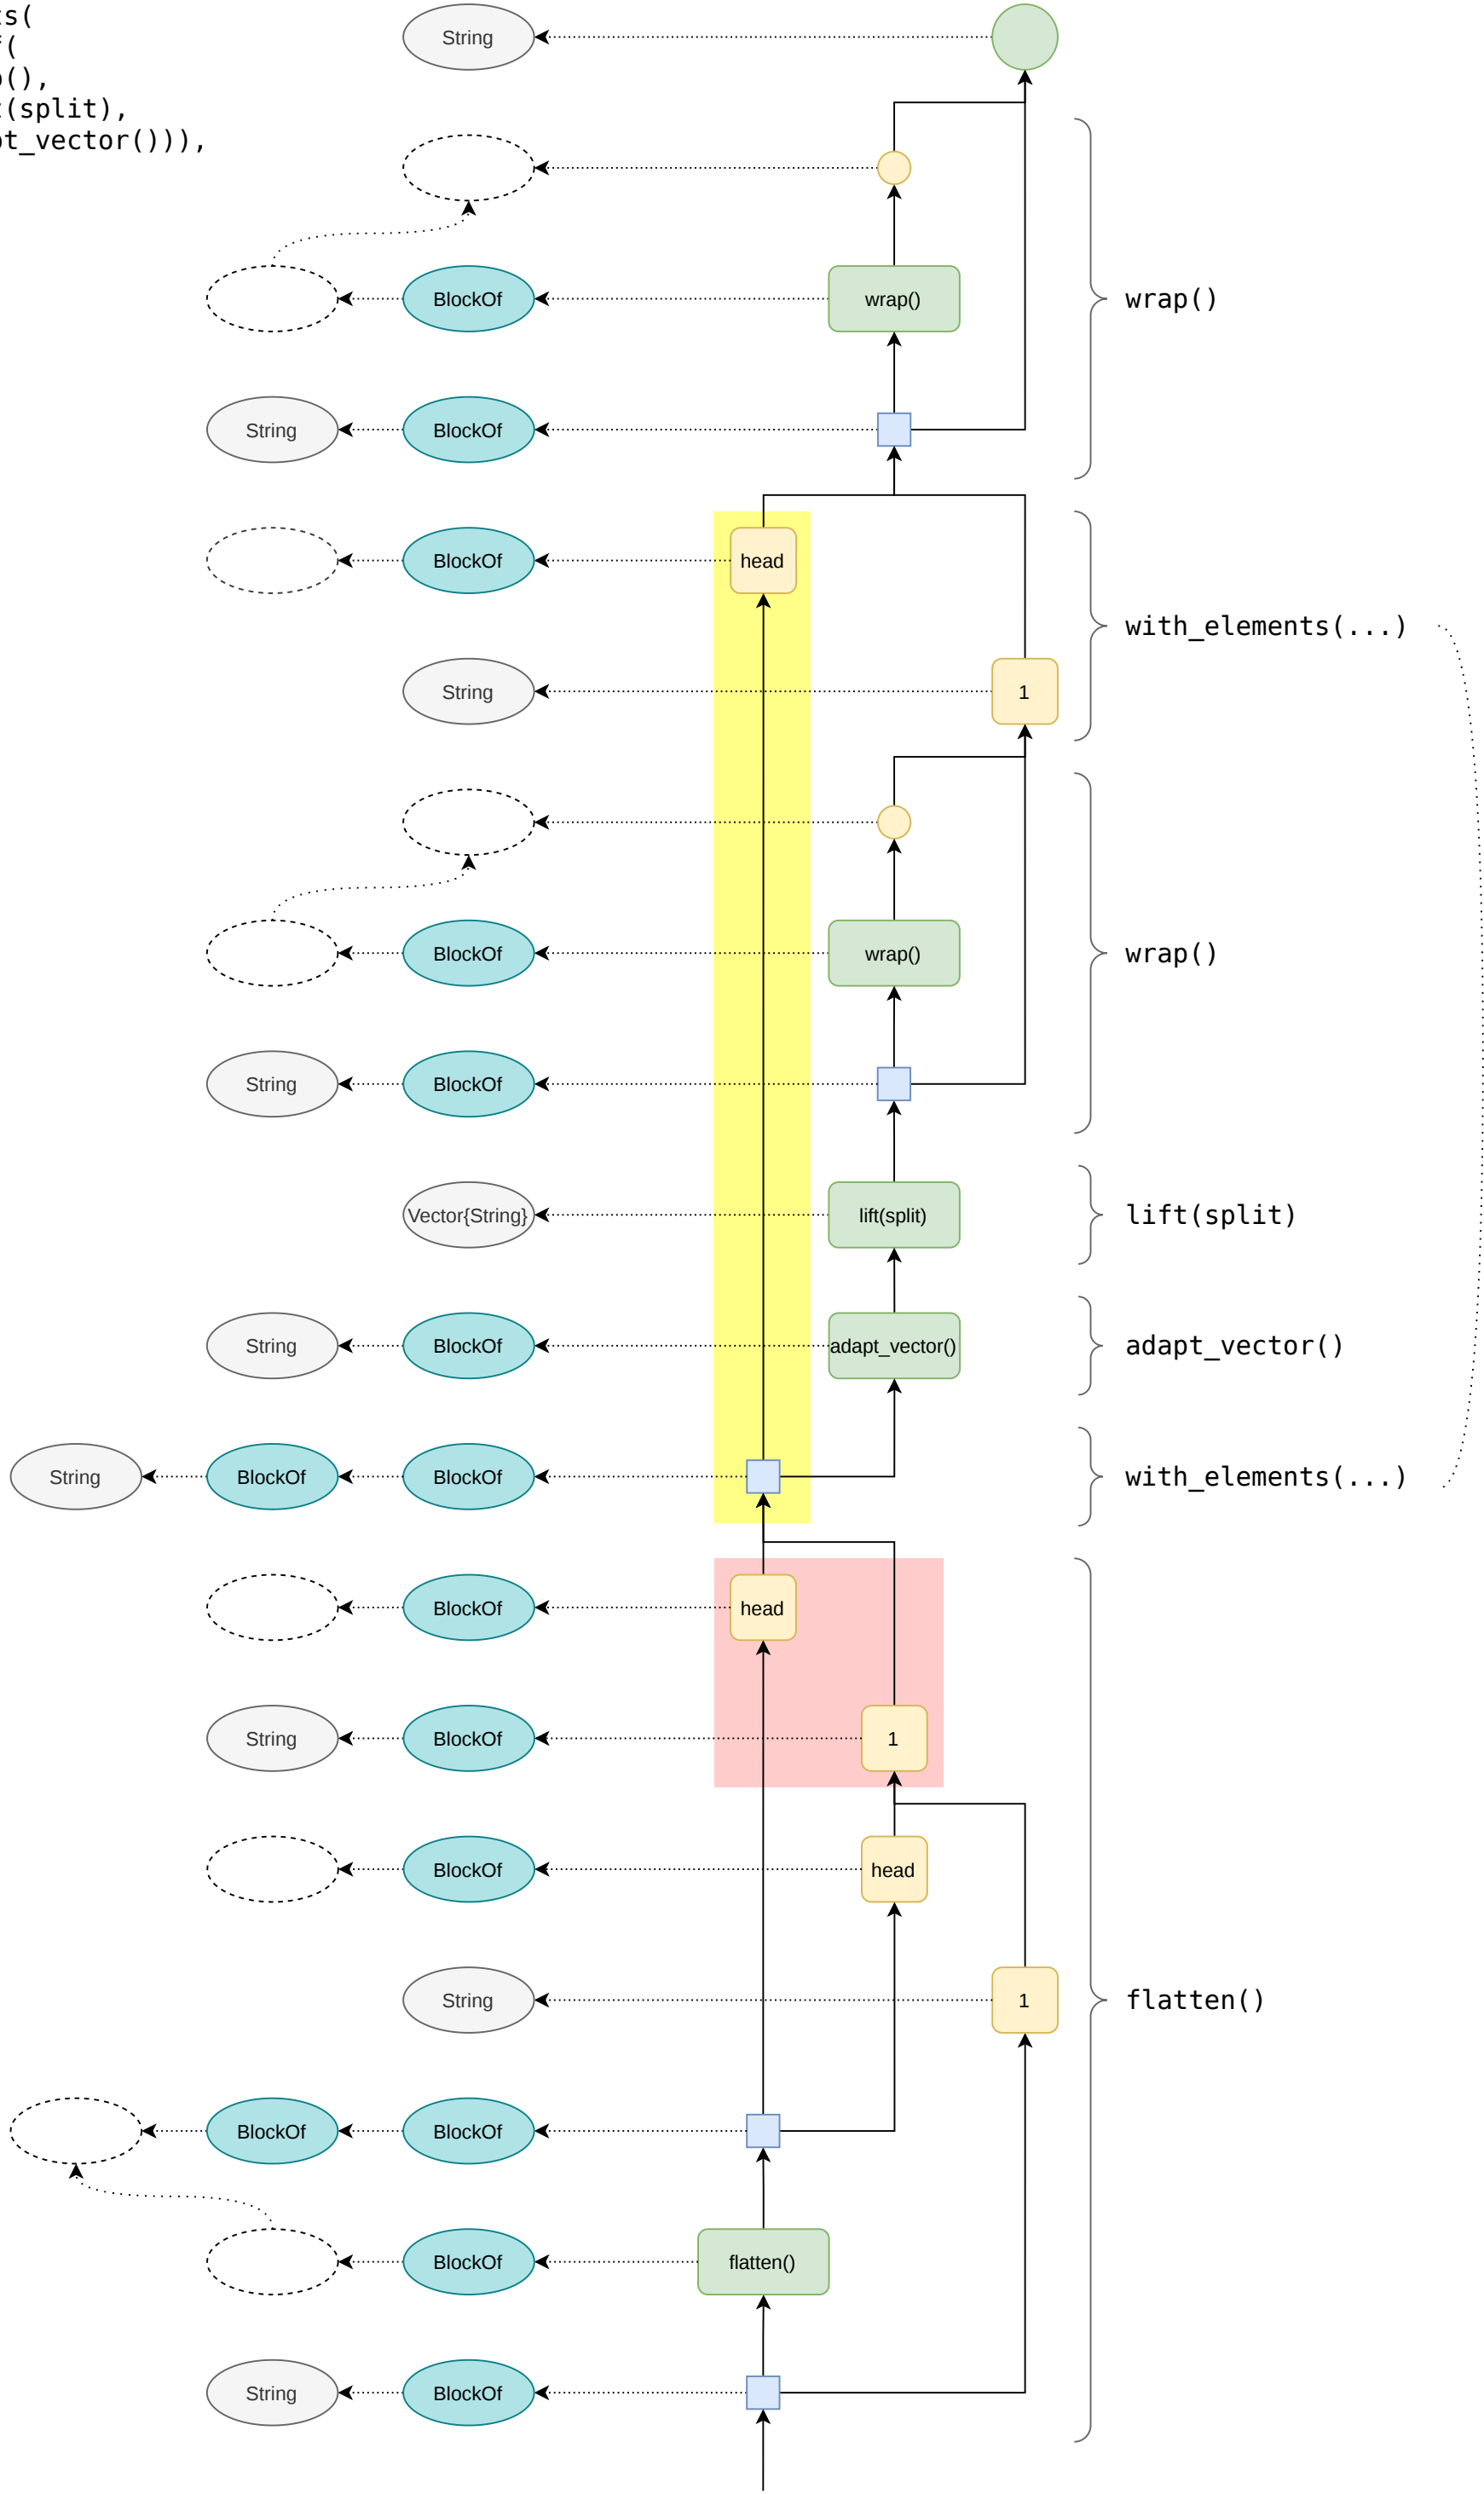 s(
(
(),
(split),
t_vector())),
String
BlockOf
wrap()
wrap()
String
BlockOf
BlockOf
head
with_elements(...)
String
1
BlockOf
wrap()
wrap()
String
BlockOf
Vector{String}
lift(split)
lift(split)
String
BlockOf
adapt_vector()
adapt_vector()
String
BlockOf
BlockOf
with_elements(...)
BlockOf
head
String
BlockOf
1
BlockOf
head
String
1
flatten()
BlockOf
BlockOf
BlockOf
flatten()
String
BlockOf